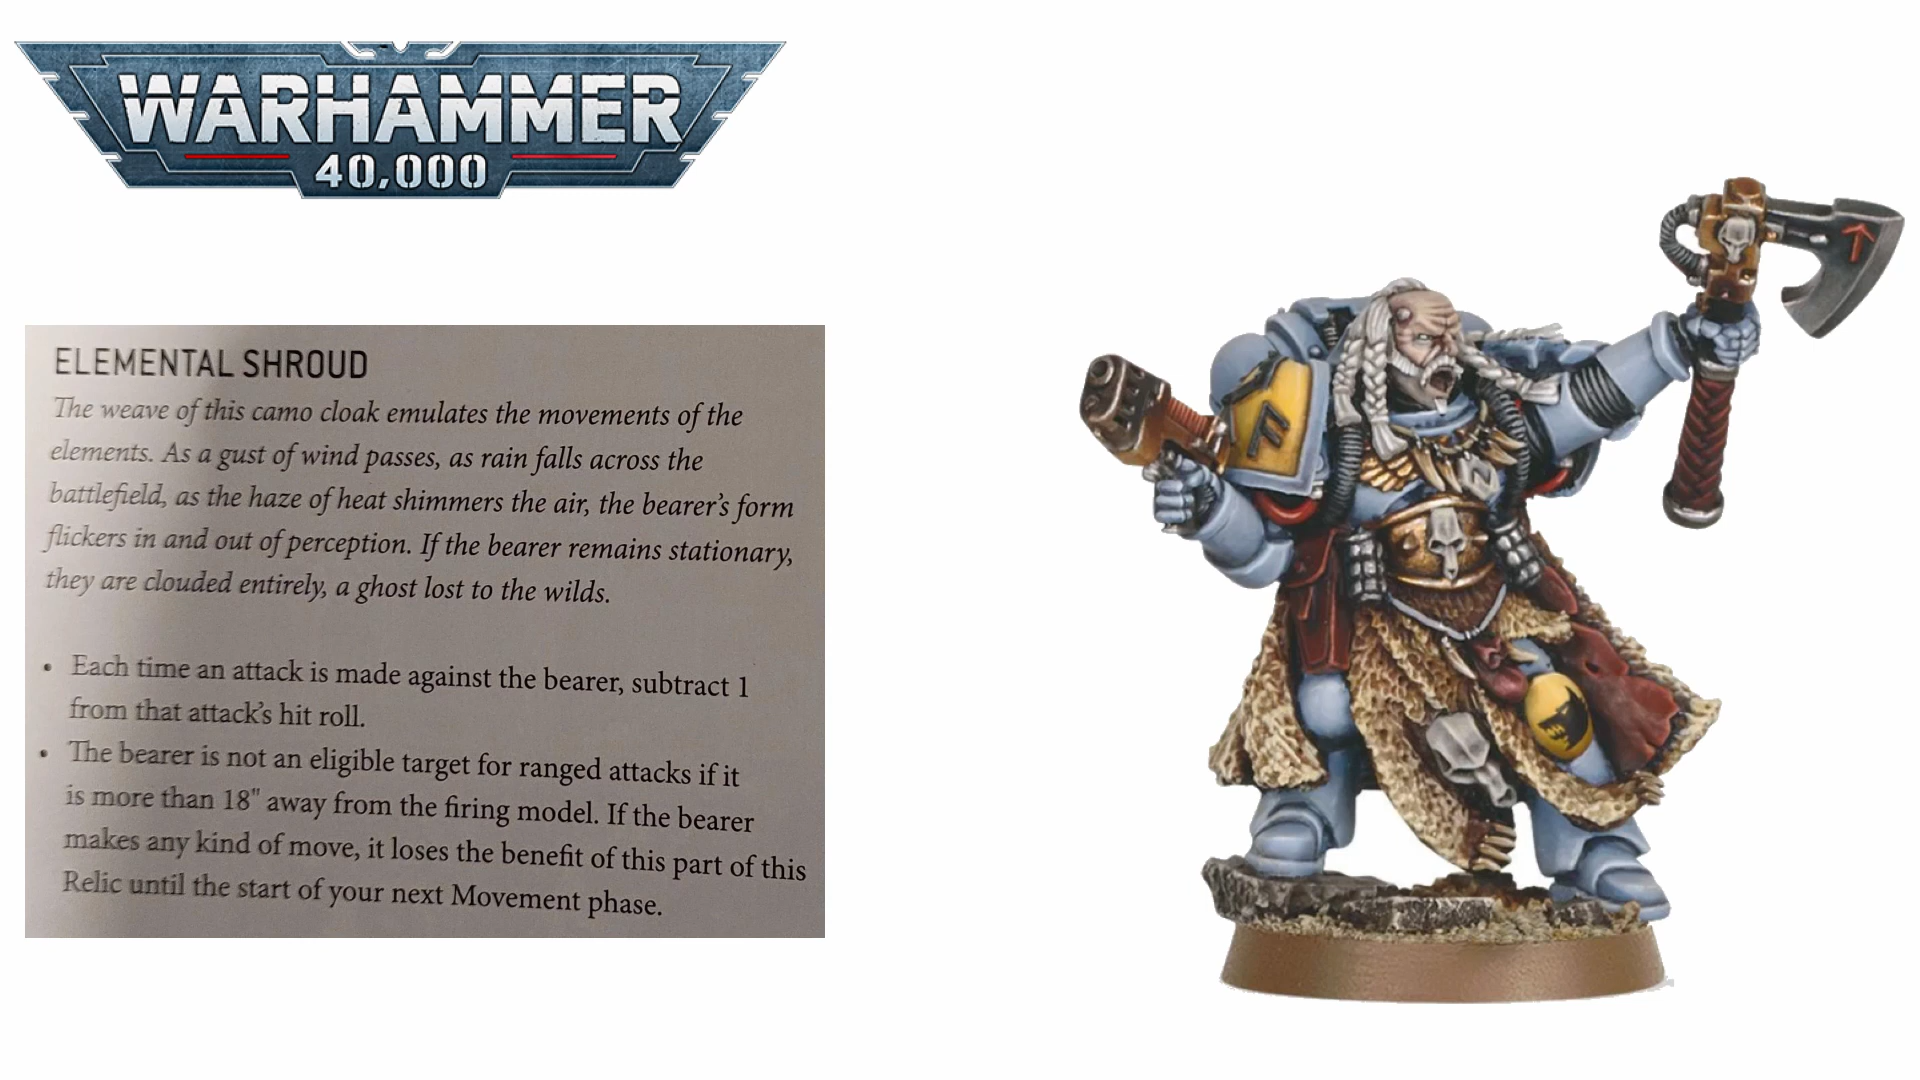 WARHAMMER
40,000
ELEMENTAL SHROUD
The weave of this camo cloak emulates the movements of the
elements. As a gust of wind passes, as rain falls across the
battlefield, as the haze of heat shimmers the air, the bearer's form
flickers in and out of perception. If the bearer remains stationary,
they are clouded entirely, a ghost lost to the wilds.
• Each time an attack is made against the bearer, subtract 1
from that attack's hit roll.
• The bearer is not an eligible target for ranged attacks if it
is more than 18" away from the firing model. If the bearer
makes any kind of move, it loses the benefit of this part of this
Relic until the start of your next Movement phase.